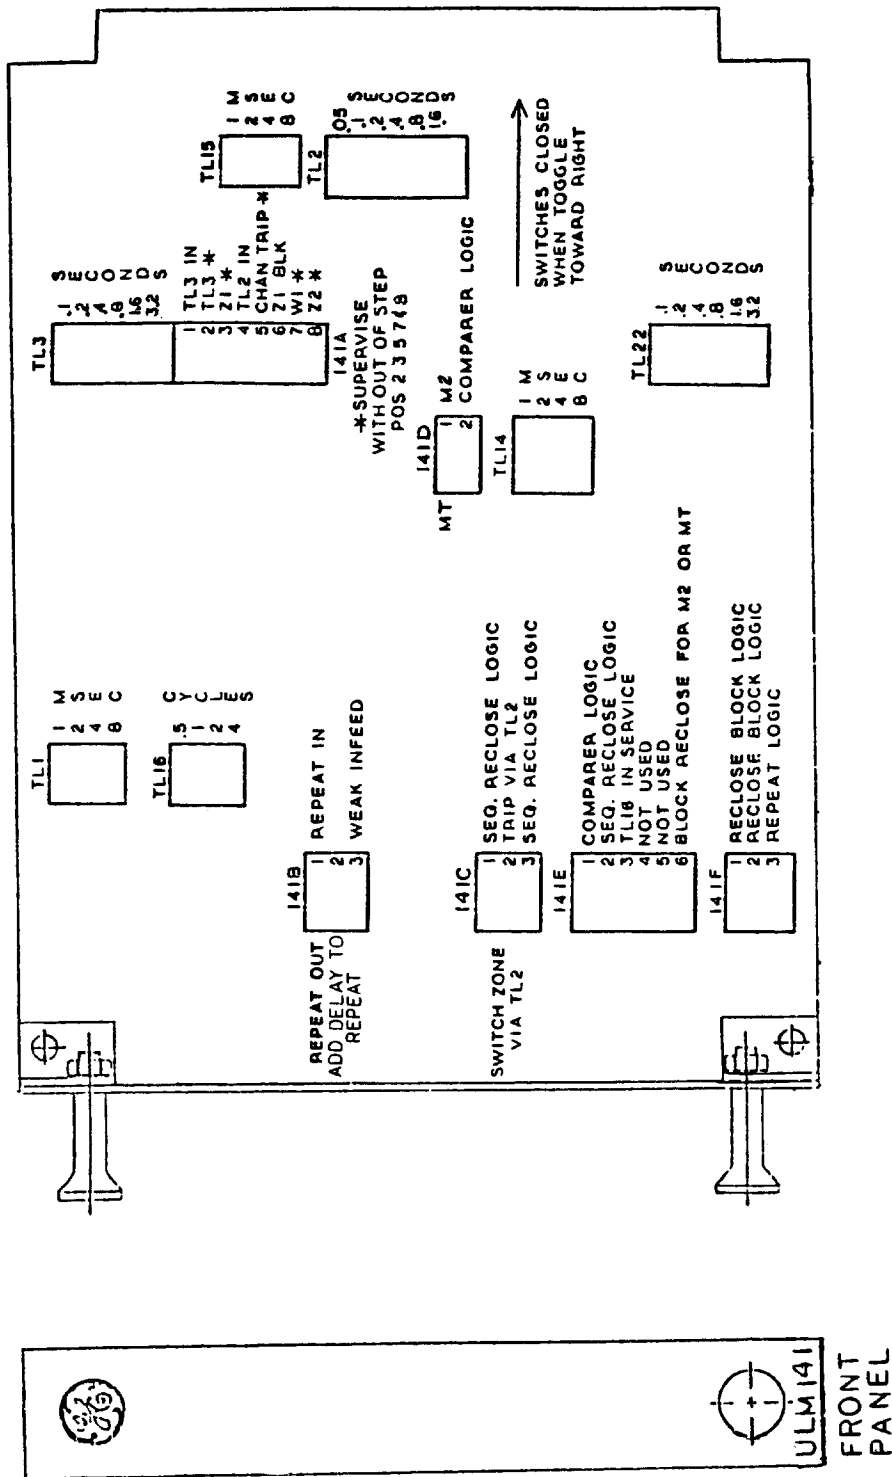 TL3
.1
.2
.4
.8
1.6
3.2
SECONDS
1 TL3 IN
2 TL3 *
3 Z1 *
4 TL2 IN
5 CHAN TRIP *
6 Z1 BLK
7 W1 *
8 Z2 *
141A
*SUPERVISE
WITH OUT OF STEP
POS 2 3 5 7 & 8
TL15
1 M
2 S
4 E
8 C
TL2
.05
.1
.2
.4
.8
1.6
SECONDS
SWITCHES CLOSED
WHEN TOGGLE
TOWARD RIGHT
TL1
1 M
2 S
4 E
8 C
TL16
.5
1
2
4
CYCLES
141B
REPEAT OUT
ADD DELAY TO
REPEAT
1 REPEAT IN
2
3 WEAK INFEED
141D
MT
1 M2
2 COMPARER LOGIC
TL14
1 M
2 S
4 E
8 C
TL22
.1
.2
.4
.8
1.6
3.2
SECONDS
141C
SWITCH ZONE
VIA TL2
1 SEQ. RECLOSE LOGIC
2 TRIP VIA TL2
3 SEQ. RECLOSE LOGIC
141E
1 COMPARER LOGIC
2 SEQ. RECLOSE LOGIC
3 TL16 IN SERVICE
4 NOT USED
5 NOT USED
6 BLOCK RECLOSE FOR M2 OR MT
141F
1 RECLOSE BLOCK LOGIC
2 RECLOSE BLOCK LOGIC
3 REPEAT LOGIC
ULM141
FRONT
PANEL